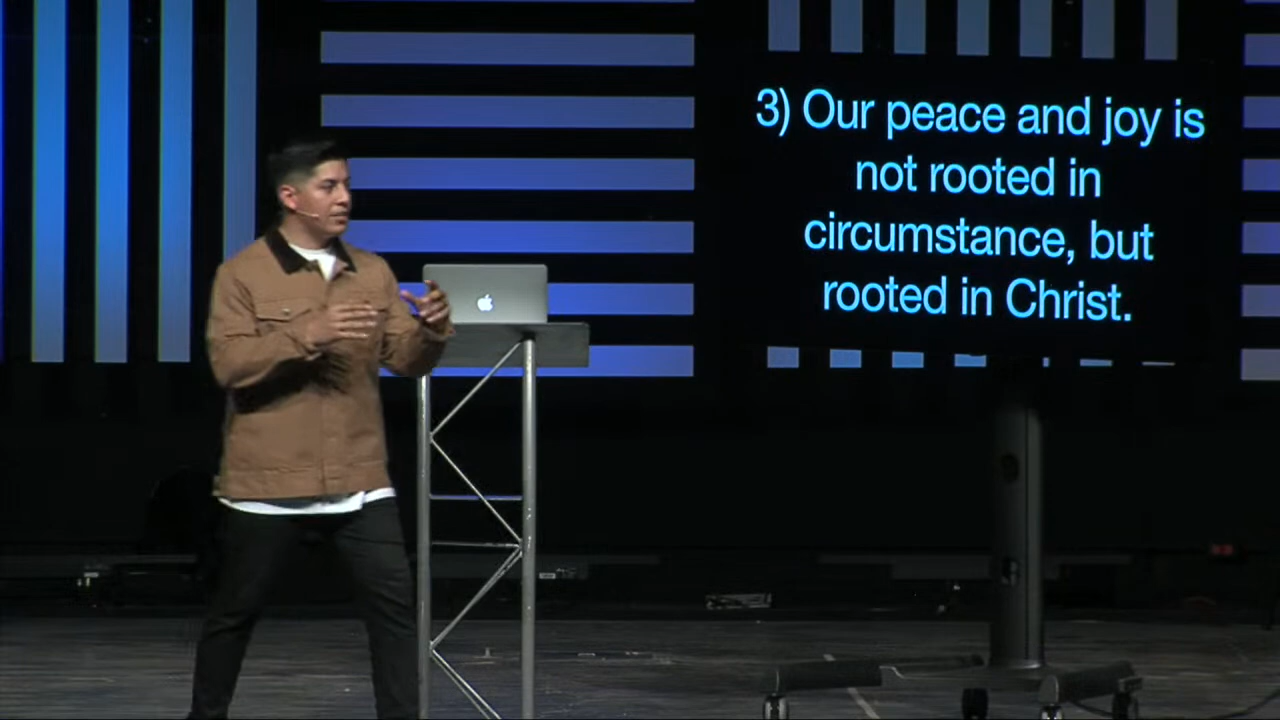 3) Our peace and joy is
not rooted in
circumstance, but
rooted in Christ.